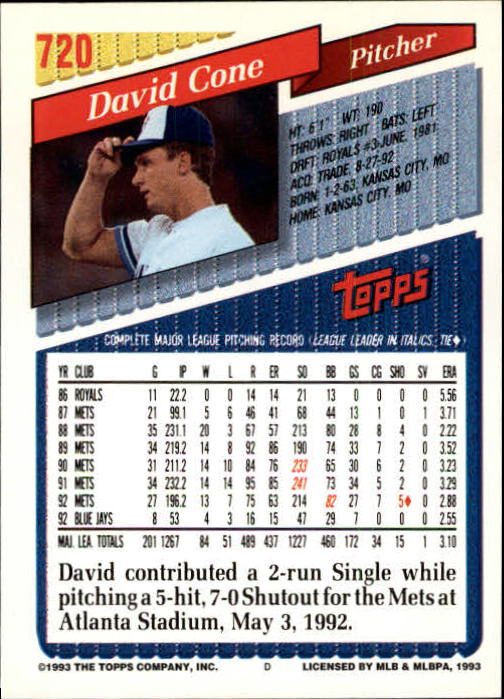 720
David Cone
Pitcher
HT: 6'1" WT: 190
THROWS: RIGHT BATS: LEFT
DRFT: ROYALS #3-JUNE, 1981
ACQ: TRADE, 8-27-92
BORN: 1-2-63, KANSAS CITY, MO
HOME: KANSAS CITY, MO
TOPPS®
COMPLETE MAJOR LEAGUE PITCHING RECORD (LEAGUE LEADER IN ITALICS, TIE♦)
YR CLUB G IP W L R ER SO BB GS CG SHO SV ERA
86 ROYALS 11 22.2 0 0 14 14 21 13 0 0 0 0 5.56
87 METS 21 99.1 5 6 46 41 68 44 13 1 0 1 3.71
88 METS 35 231.1 20 3 67 57 213 80 28 8 4 0 2.22
89 METS 34 219.2 14 8 92 86 190 74 33 7 2 0 3.52
90 METS 31 211.2 14 10 84 76 233 65 30 6 2 0 3.23
91 METS 34 232.2 14 14 95 85 241 73 34 5 2 0 3.29
92 METS 27 196.2 13 7 75 63 214 82 27 7 5♦ 0 2.88
92 BLUE JAYS 8 53 4 3 16 15 47 29 7 0 0 0 2.55
MAJ. LEA. TOTALS 201 1267 84 51 489 437 1227 460 172 34 15 1 3.10
David contributed a 2-run Single while
pitching a 5-hit, 7-0 Shutout for the Mets at
Atlanta Stadium, May 3, 1992.
©1993 THE TOPPS COMPANY, INC. D LICENSED BY MLB & MLBPA, 1993